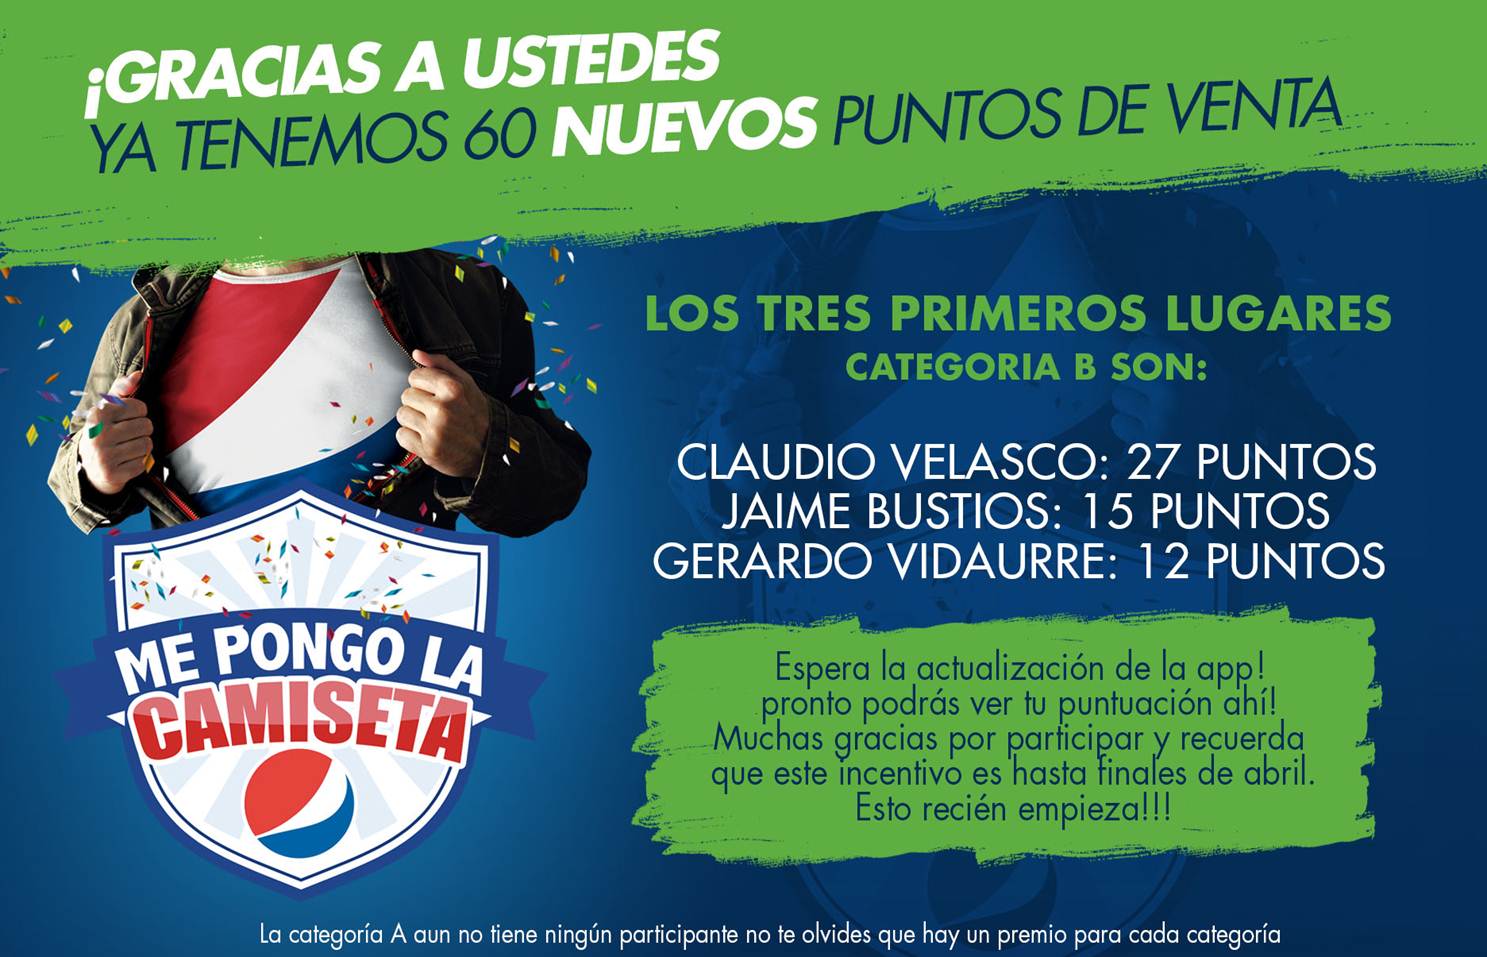 ¡GRACIAS A USTEDES
YA TENEMOS 60 NUEVOS PUNTOS DE VENTA
LOS TRES PRIMEROS LUGARES
CATEGORIA B SON:
CLAUDIO VELASCO: 27 PUNTOS
JAIME BUSTIOS: 15 PUNTOS
GERARDO VIDAURRE: 12 PUNTOS
ME PONGO LA
CAMISETA
Espera la actualización de la app!
pronto podrás ver tu puntuación ahí!
Muchas gracias por participar y recuerda
que este incentivo es hasta finales de abril.
Esto recién empieza!!!
La categoría A aun no tiene ningún participante no te olvides que hay un premio para cada categoría